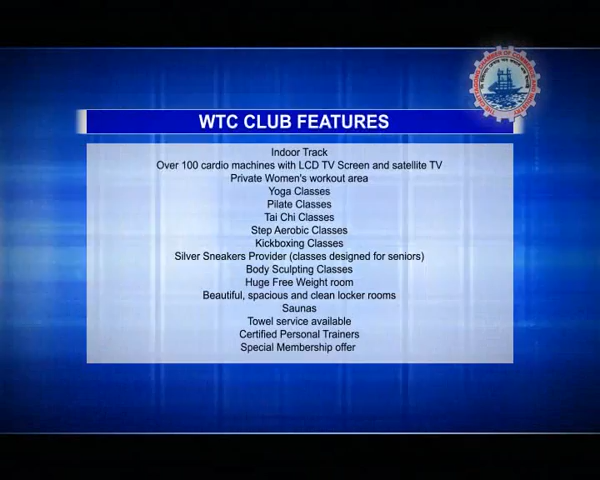 WTC CLUB FEATURES
Indoor Track
Over 100 cardio machines with LCD TV Screen and satellite TV
Private Women's workout area
Yoga Classes
Pilate Classes
Tai Chi Classes
Step Aerobic Classes
Kickboxing Classes
Silver Sneakers Provider (classes designed for seniors)
Body Sculpting Classes
Huge Free Weight room
Beautiful, spacious and clean locker rooms
Saunas
Towel service available
Certified Personal Trainers
Special Membership offer